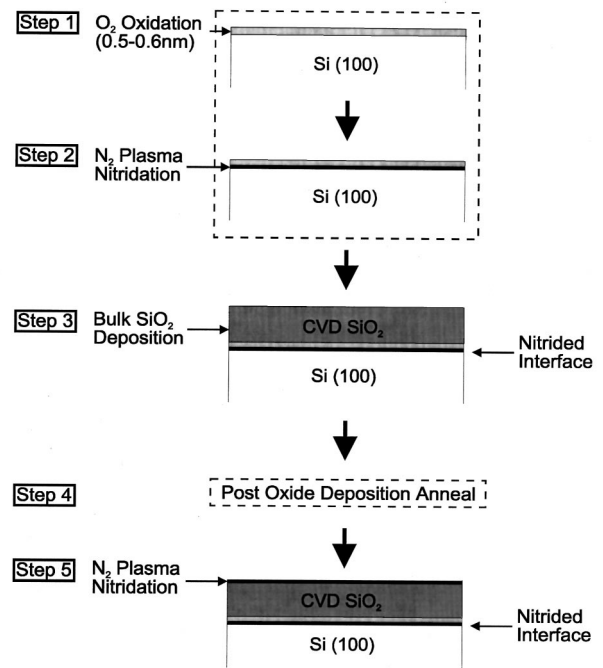 Step 1
O₂ Oxidation
(0.5-0.6nm)
Si (100)
Step 2
N₂ Plasma
Nitridation
Si (100)
Step 3
Bulk SiO₂
Deposition
CVD SiO₂
Si (100)
Nitrided
Interface
Step 4
Post Oxide Deposition Anneal
Step 5
N₂ Plasma
Nitridation
CVD SiO₂
Si (100)
Nitrided
Interface